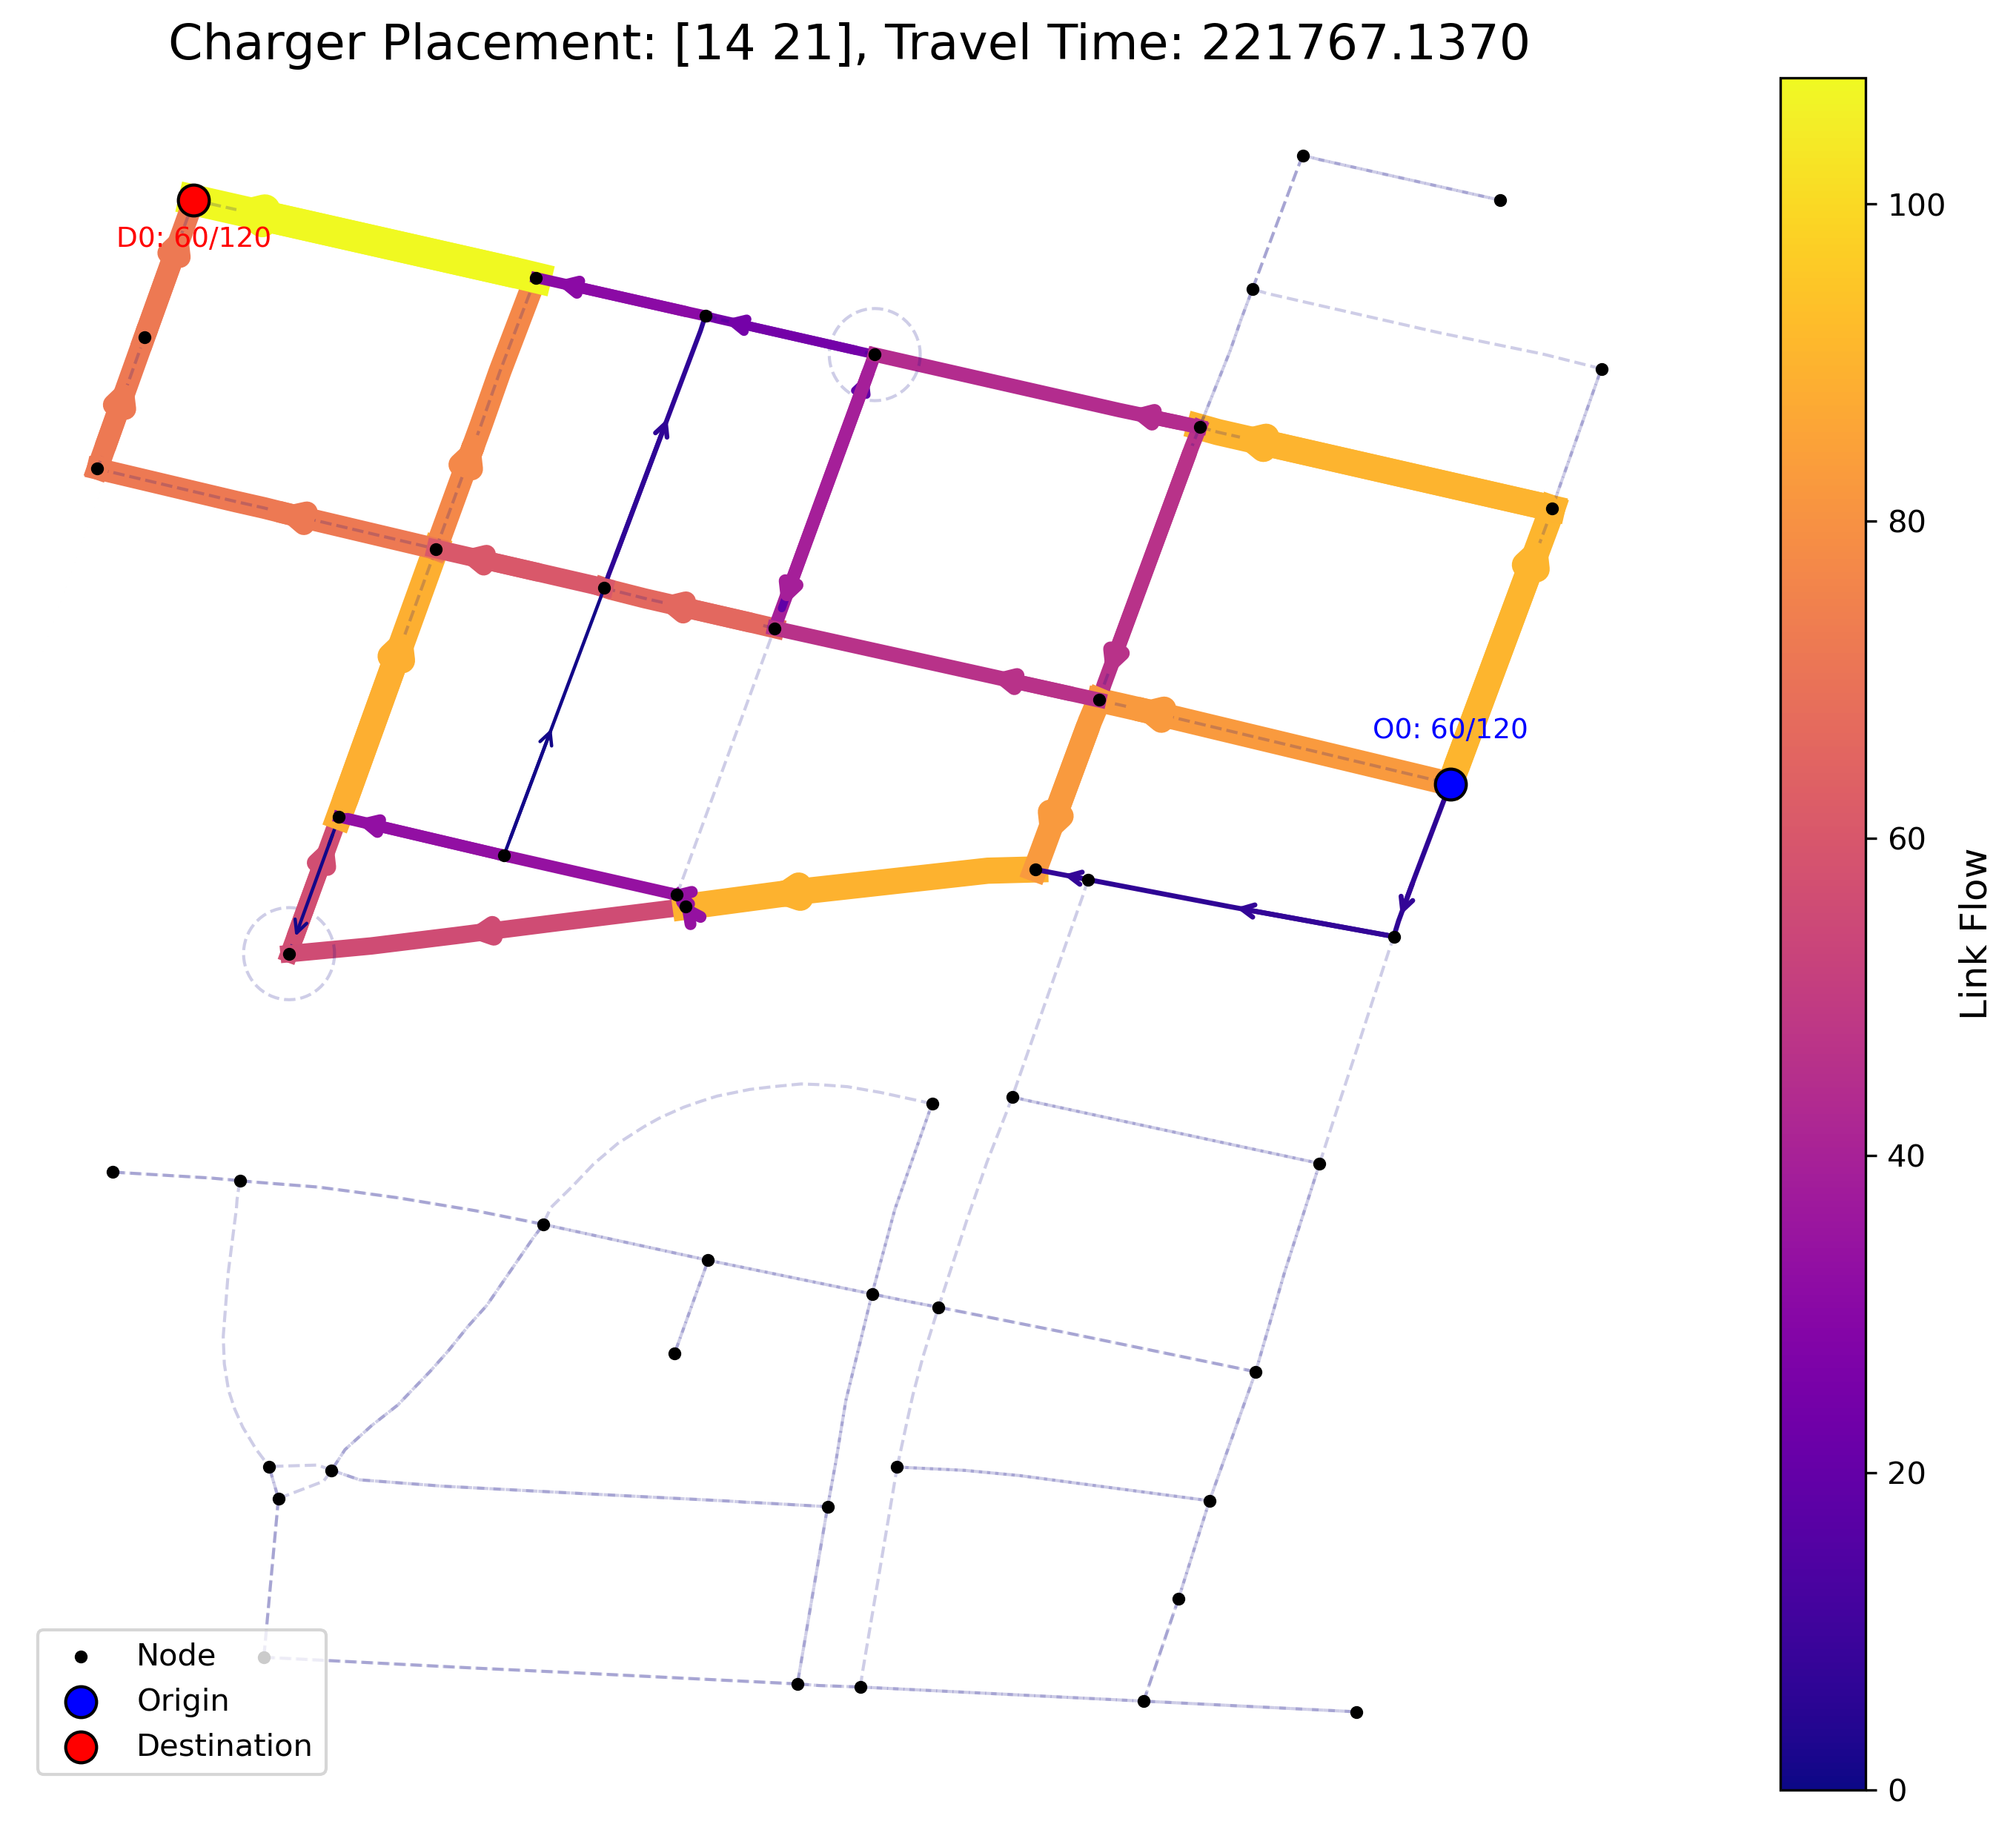 Charger Placement: [14 21], Travel Time: 221767.1370
D0: 60/120
O0: 60/120
100
80
60
40
20
0
Link Flow
Node
Origin
Destination